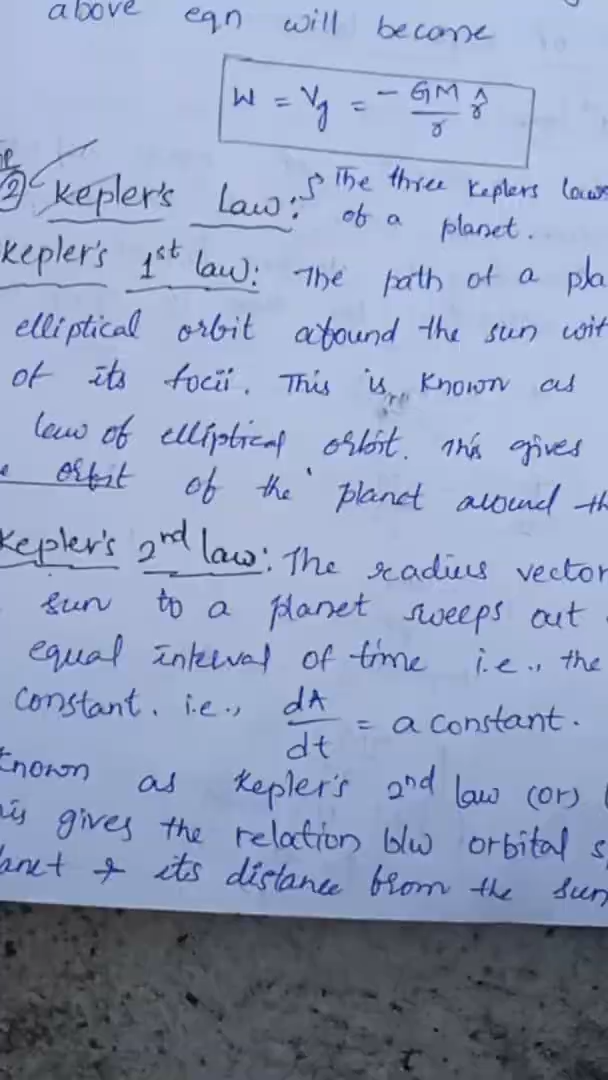 above eqn will become
W = Vg = - GM/r r̂
(2) Kepler's Law: The three Keplers laws
of a planet.
Kepler's 1st law: The path of a pla
elliptical orbit around the sun wit
of its focii. This is known as
law of elliptical orbit. This gives
orbit of the planet around th
Kepler's 2nd law: The radius vector
sun to a planet sweeps out
equal interval of time i.e., the
constant. i.e., dA/dt = a constant.
known as Kepler's 2nd law (or)
his gives the relation b/w orbital s
lanet & its distance from the sun